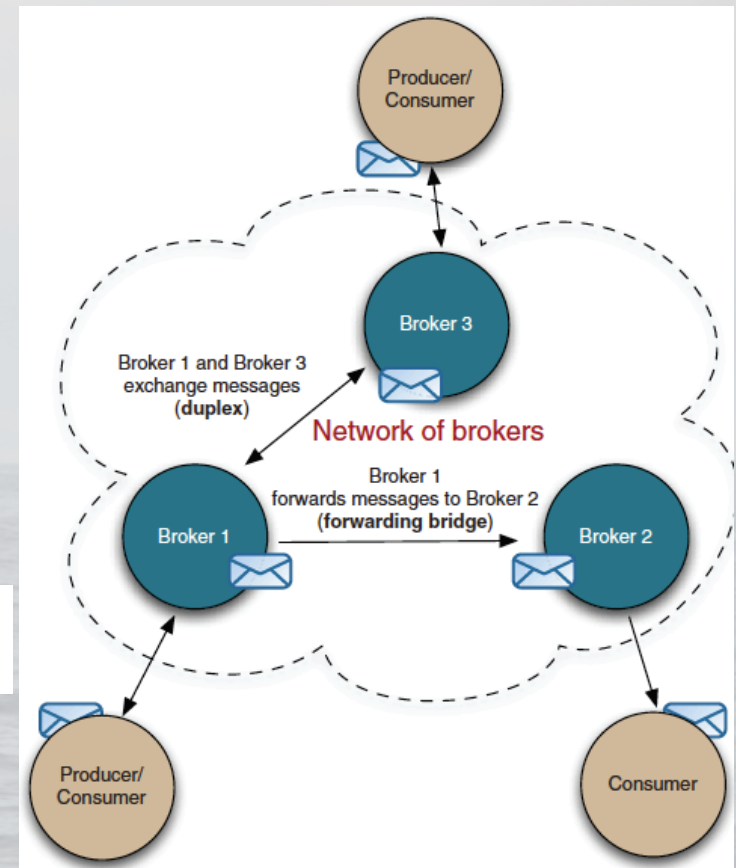 Producer/
Consumer
Broker 3
Broker 1 and Broker 3
exchange messages
(duplex)
Network of brokers
Broker 1
forwards messages to Broker 2
(forwarding bridge)
Broker 1
Broker 2
Producer/
Consumer
Consumer